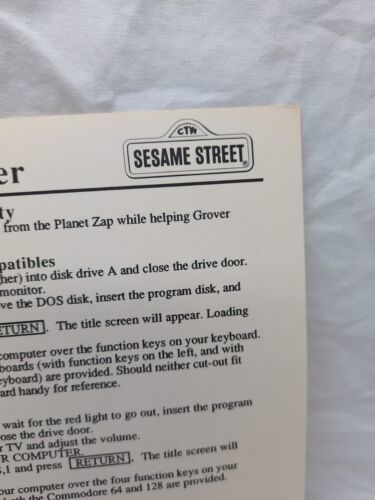 CTW
SESAME STREET®
er
ty
from the Planet Zap while helping Grover
patibles
her) into disk drive A and close the drive door.
monitor.
ve the DOS disk, insert the program disk, and
ETURN. The title screen will appear. Loading
computer over the function keys on your keyboard.
boards (with function keys on the left, and with
eyboard) are provided. Should neither cut-out fit
ard handy for reference.
wait for the red light to go out, insert the program
ose the drive door.
r TV and adjust the volume.
R COMPUTER.
,1 and press RETURN. The title screen will
our computer over the four function keys on your
both the Commodore 64 and 128 are provided.